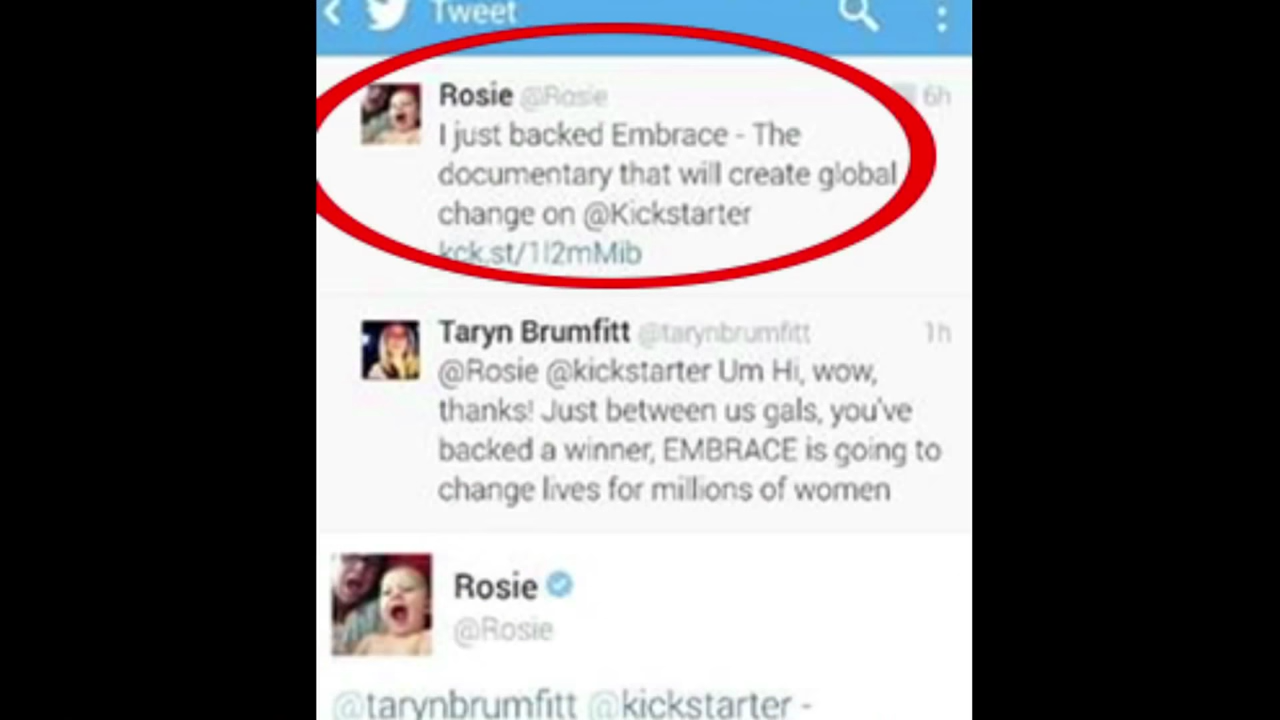 Tweet
Rosie @Rosie 6h
I just backed Embrace - The
documentary that will create global
change on @Kickstarter
kck.st/1l2mMib
Taryn Brumfitt @tarynbrumfitt 1h
@Rosie @kickstarter Um Hi, wow,
thanks! Just between us gals, you've
backed a winner, EMBRACE is going to
change lives for millions of women
Rosie
@Rosie
@tarynbrumfitt @kickstarter -